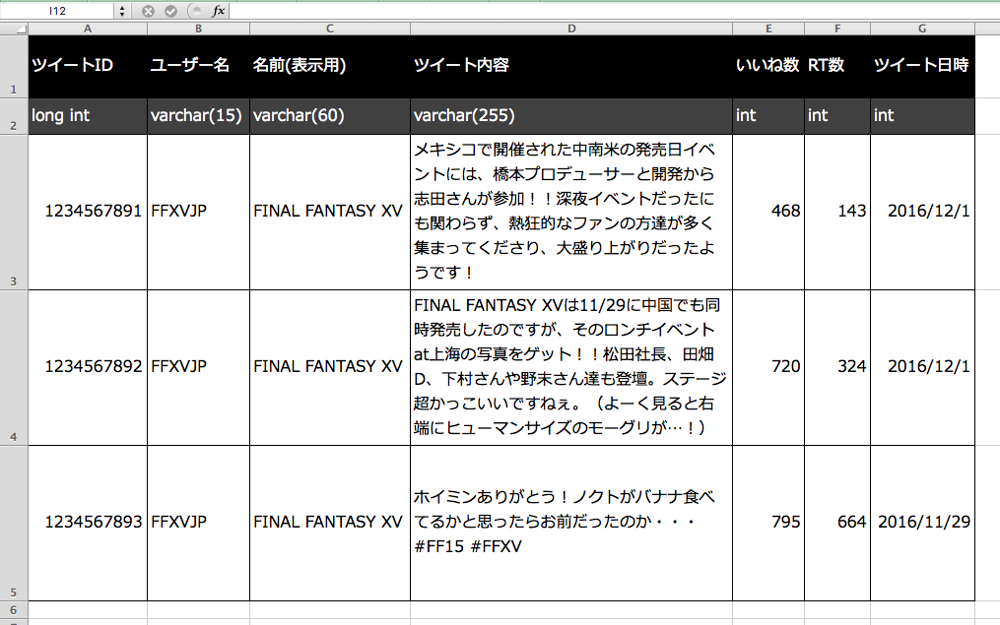 I12
fx
A B C D E F G
1 ツイートID ユーザー名 名前(表示用) ツイート内容 いいね数 RT数 ツイート日時
2 long int varchar(15) varchar(60) varchar(255) int int int
3 1234567891 FFXVJP FINAL FANTASY XV
メキシコで開催された中南米の発売日イベ
ントには、橋本プロデューサーと開発から
志田さんが参加！！深夜イベントだったに
も関わらず、熱狂的なファンの方達が多く
集まってくださり、大盛り上がりだったよ
うです！
468 143 2016/12/1
4 1234567892 FFXVJP FINAL FANTASY XV
FINAL FANTASY XVは11/29に中国でも同
時発売したのですが、そのロンチイベント
at上海の写真をゲット！！松田社長、田畑
D、下村さんや野末さん達も登壇。ステージ
超かっこいいですねぇ。（よーく見ると右
端にヒューマンサイズのモーグリが…！）
720 324 2016/12/1
5 1234567893 FFXVJP FINAL FANTASY XV
ホイミンありがとう！ノクトがバナナ食べ
てるかと思ったらお前だったのか・・・
#FF15 #FFXV
795 664 2016/11/29
6